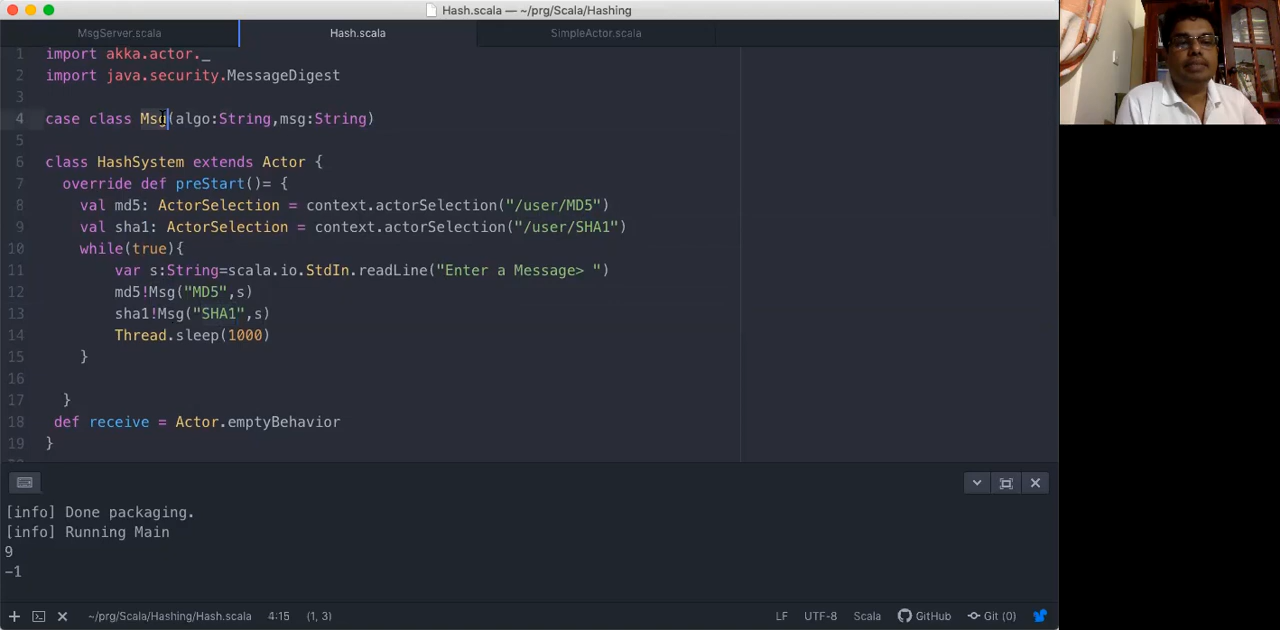 Hash.scala — ~/prg/Scala/Hashing
MsgServer.scala Hash.scala SimpleActor.scala
1 import akka.actor._
2 import java.security.MessageDigest
3
4 case class Msg(algo:String,msg:String)
5
6 class HashSystem extends Actor {
7 override def preStart()= {
8 val md5: ActorSelection = context.actorSelection("/user/MD5")
9 val sha1: ActorSelection = context.actorSelection("/user/SHA1")
10 while(true){
11 var s:String=scala.io.StdIn.readLine("Enter a Message> ")
12 md5!Msg("MD5",s)
13 sha1!Msg("SHA1",s)
14 Thread.sleep(1000)
15 }
16
17 }
18 def receive = Actor.emptyBehavior
19 }
[info] Done packaging.
[info] Running Main
9
-1
~/prg/Scala/Hashing/Hash.scala 4:15 (1, 3) LF UTF-8 Scala GitHub Git (0)